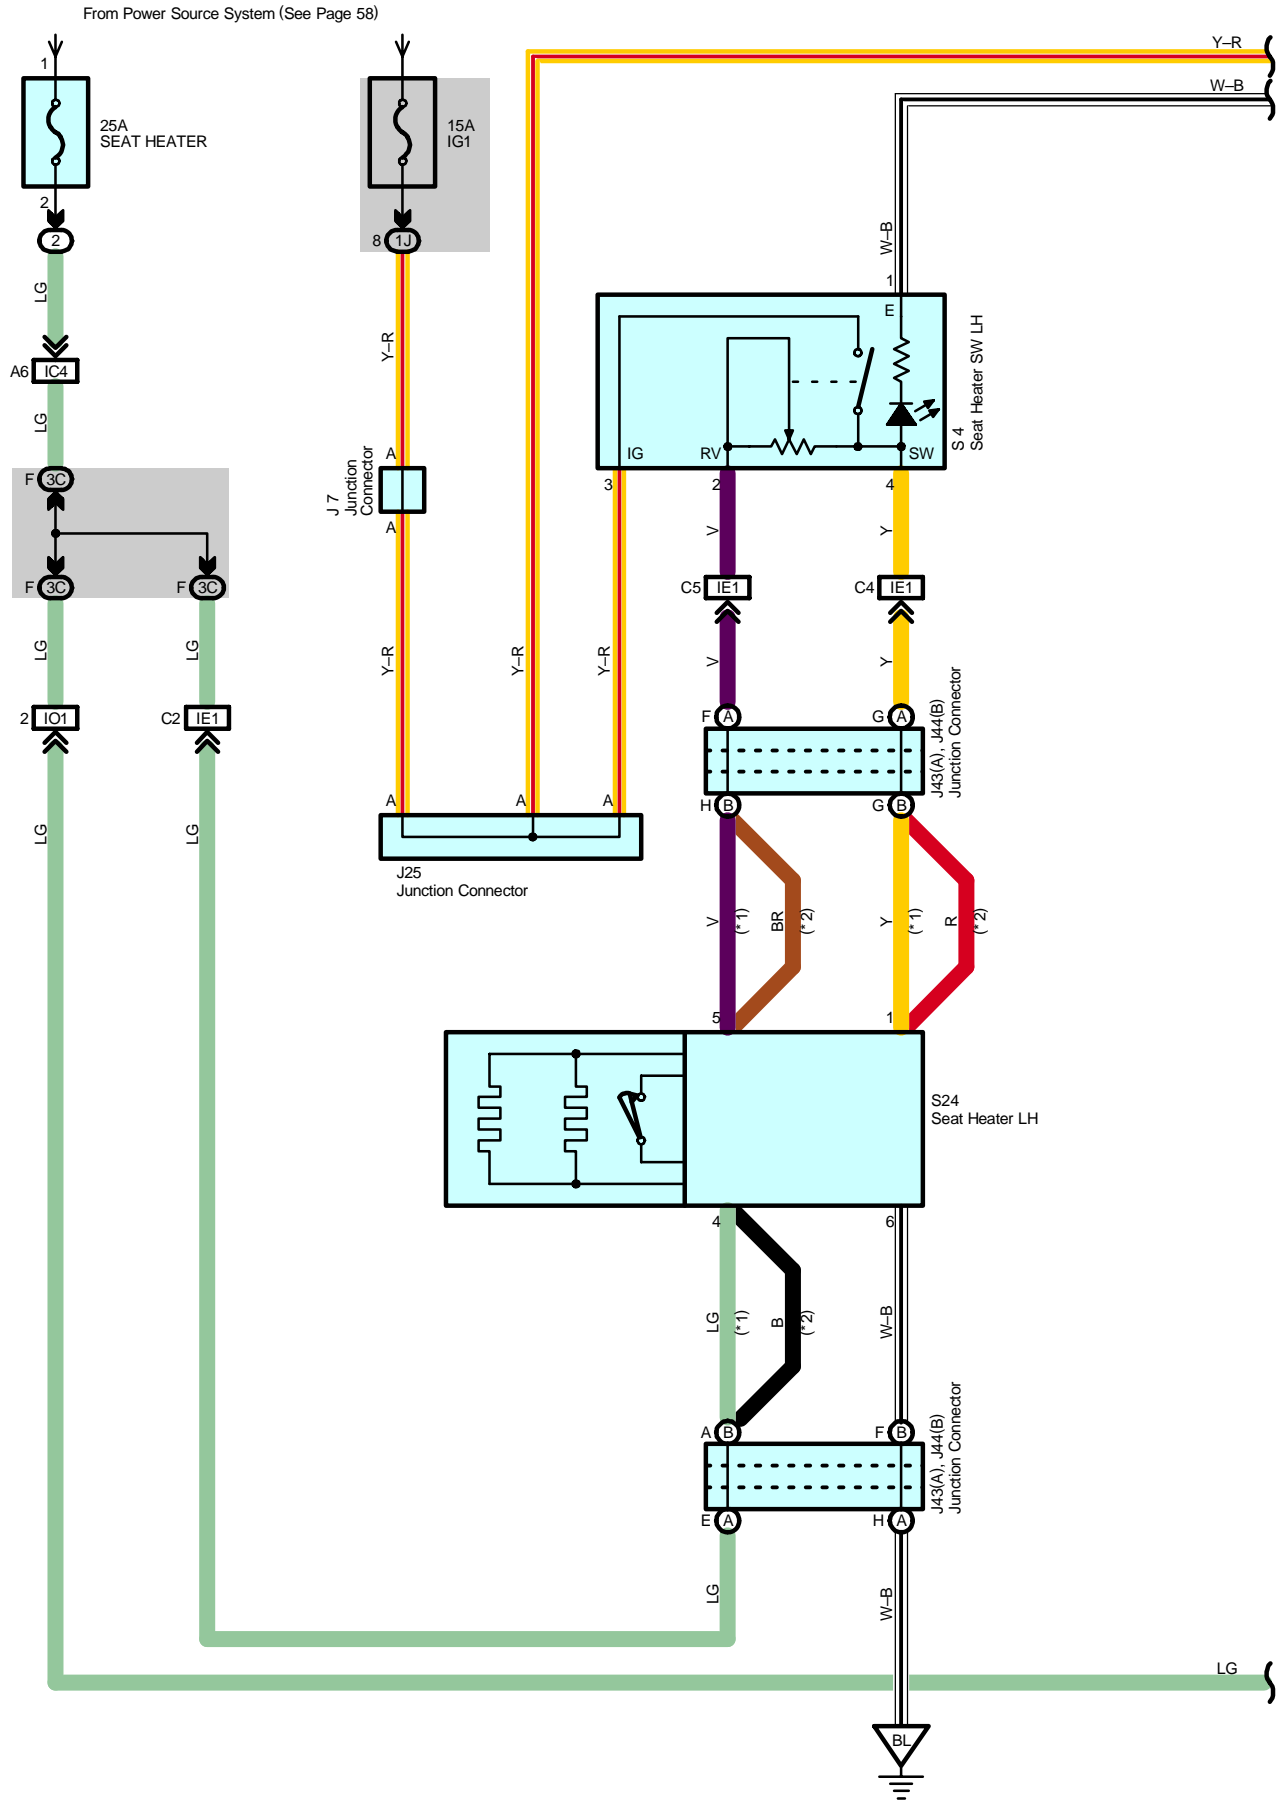 From Power Source System (See Page 58)
Y–R
W–B
1
25A
SEAT HEATER
2
2
15A
IG1
8 1J
LG
A6 IC4
LG
F 3C
F 3C
F 3C
LG
LG
2 IO1
C2 IE1
LG
LG
Y–R
A
J 7
Junction
Connector
A
Y–R
Y–R
Y–R
A
A
A
J25
Junction Connector
W–B
1
E
IG
RV
SW
S 4
Seat Heater SW LH
3
2
4
V
Y
C5 IE1
C4 IE1
V
Y
F A
G A
J43(A), J44(B)
Junction Connector
H B
G B
V
(*1)
BR
(*2)
Y
(*1)
R
(*2)
5
1
S24
Seat Heater LH
4
6
LG
(*1)
B
(*2)
W–B
A B
F B
J43(A), J44(B)
Junction Connector
E A
H A
LG
W–B
LG
BL